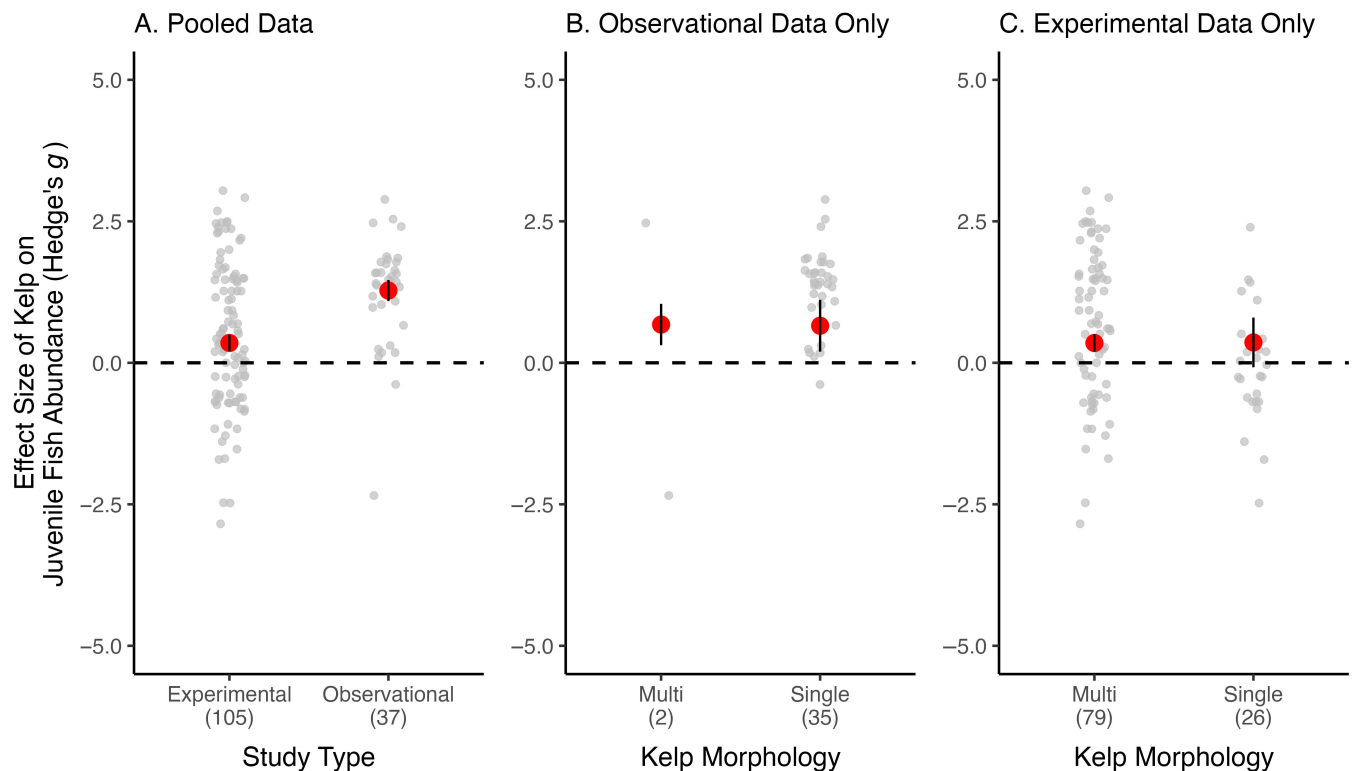 A. Pooled Data
B. Observational Data Only
C. Experimental Data Only
Effect Size of Kelp on
Juvenile Fish Abundance (Hedge's g)
5.0
2.5
0.0
−2.5
−5.0
Experimental
(105)
Observational
(37)
Study Type
5.0
2.5
0.0
−2.5
−5.0
Multi
(2)
Single
(35)
Kelp Morphology
5.0
2.5
0.0
−2.5
−5.0
Multi
(79)
Single
(26)
Kelp Morphology